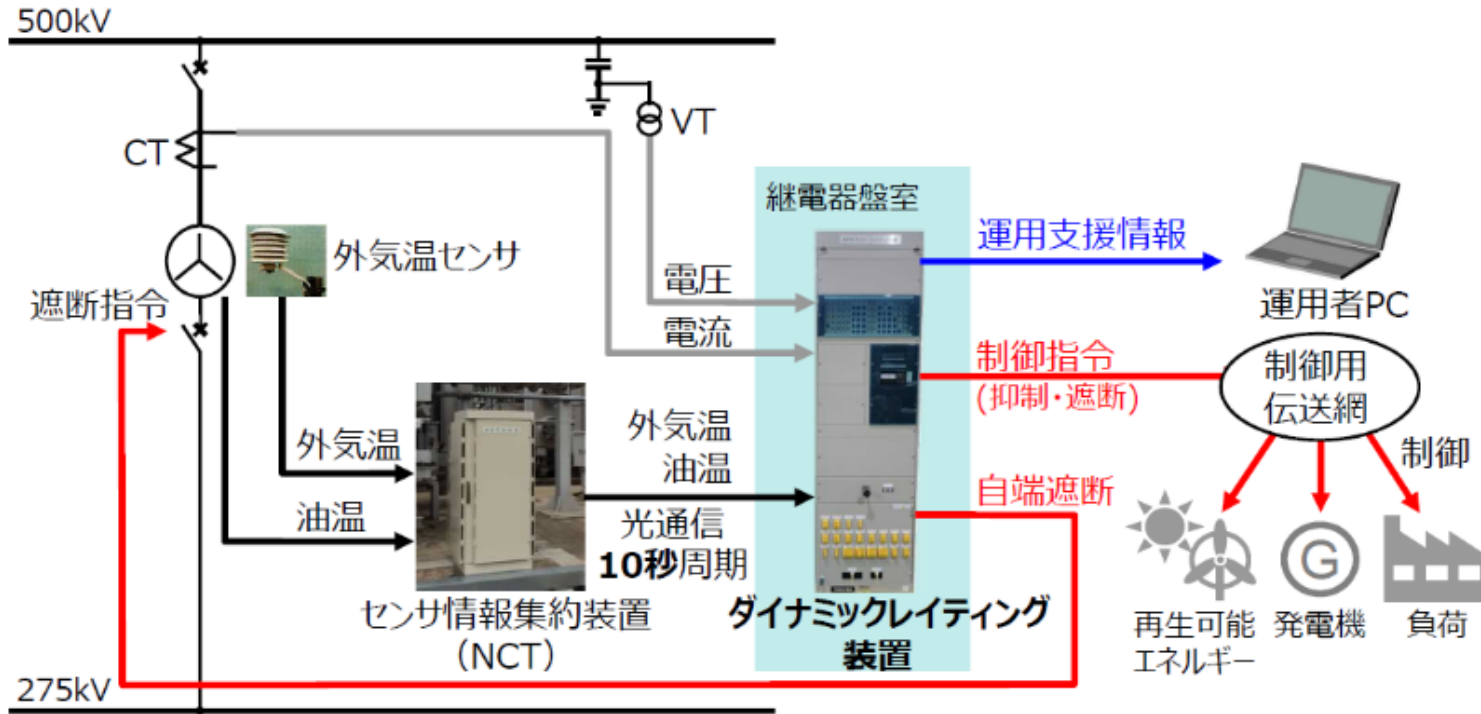 500kV
CT
VT
継電器盤室
外気温センサ
運用支援情報
電圧
遮断指令
運用者PC
電流
制御指令
(抑制・遮断)
制御用
伝送網
外気温
外気温
油温
制御
油温
光通信
10秒周期
自端遮断
センサ情報集約装置
(NCT)
ダイナミックレイティング
装置
再生可能
エネルギー
G
発電機
負荷
275kV